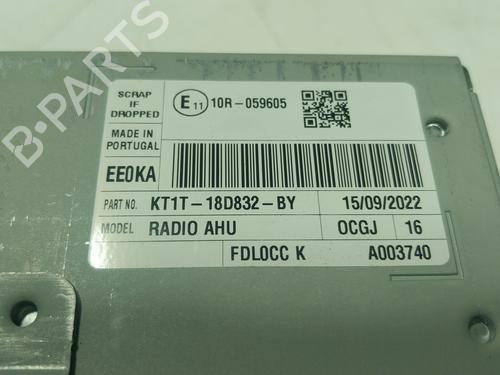 SCRAP
IF
DROPPED
E 11 10R-059605
MADE IN
PORTUGAL
EE0KA
PART NO. KT1T-18D832-BY 15/09/2022
MODEL RADIO AHU OCGJ 16
FDL0CC K A003740
B-PARTS